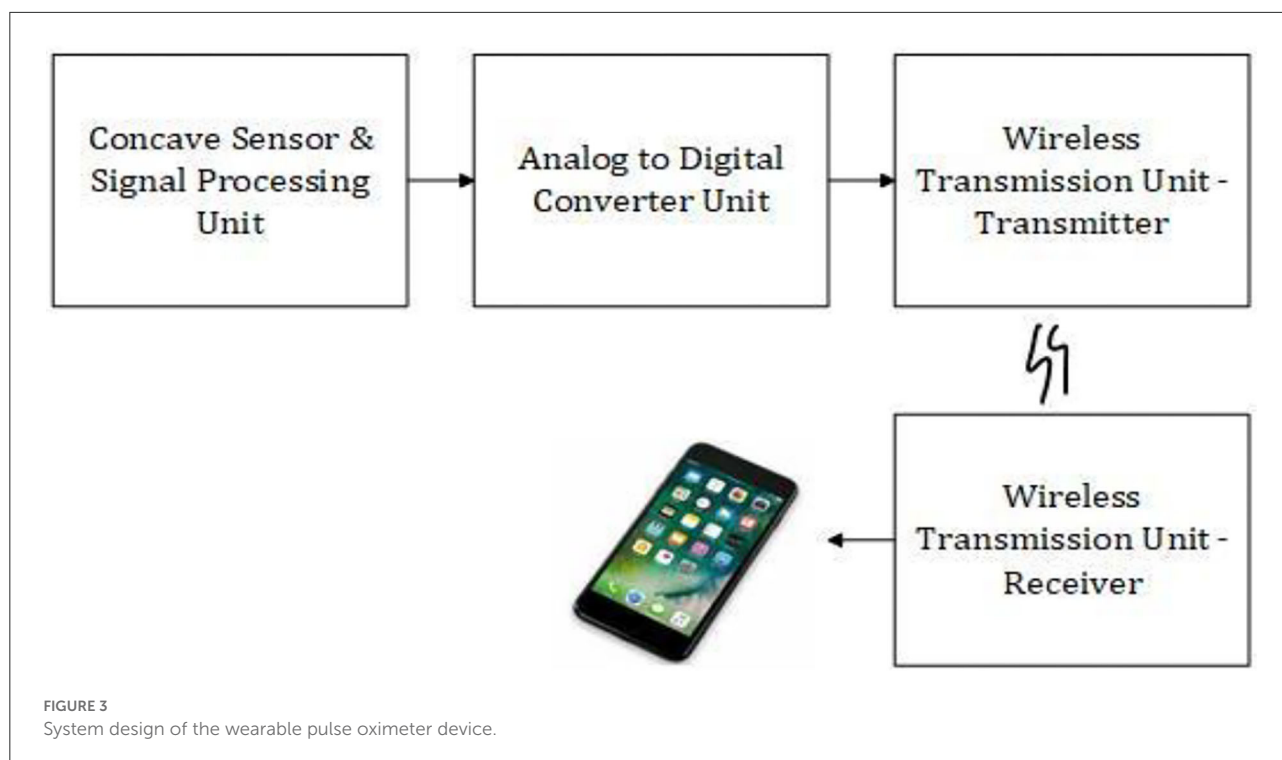 Concave Sensor &
Signal Processing
Unit
Analog to Digital
Converter Unit
Wireless
Transmission Unit -
Transmitter
Wireless
Transmission Unit -
Receiver
FIGURE 3
System design of the wearable pulse oximeter device.